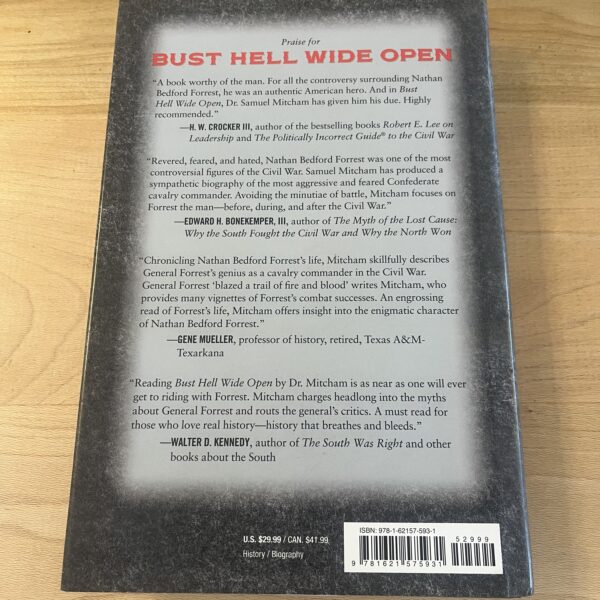 Praise for
BUST HELL WIDE OPEN
“A book worthy of the man. For all the controversy surrounding Nathan
Bedford Forrest, he was an authentic American hero. And in Bust
Hell Wide Open, Dr. Samuel Mitcham has given him his due. Highly
recommended.”
—H. W. CROCKER III, author of the bestselling books Robert E. Lee on
Leadership and The Politically Incorrect Guide® to the Civil War
“Revered, feared, and hated, Nathan Bedford Forrest was one of the most
controversial figures of the Civil War. Samuel Mitcham has produced a
sympathetic biography of the most aggressive and feared Confederate
cavalry commander. Avoiding the minutiae of battle, Mitcham focuses on
Forrest the man—before, during, and after the Civil War.”
—EDWARD H. BONEKEMPER, III, author of The Myth of the Lost Cause:
Why the South Fought the Civil War and Why the North Won
“Chronicling Nathan Bedford Forrest’s life, Mitcham skillfully describes
General Forrest’s genius as a cavalry commander in the Civil War.
General Forrest ‘blazed a trail of fire and blood’ writes Mitcham, who
provides many vignettes of Forrest’s combat successes. An engrossing
read of Forrest’s life, Mitcham offers insight into the enigmatic character
of Nathan Bedford Forrest.”
—GENE MUELLER, professor of history, retired, Texas A&M-
Texarkana
“Reading Bust Hell Wide Open by Dr. Mitcham is as near as one will ever
get to riding with Forrest. Mitcham charges headlong into the myths
about General Forrest and routs the general’s critics. A must read for
those who love real history—history that breathes and bleeds.”
—WALTER D. KENNEDY, author of The South Was Right and other
books about the South
U.S. $29.99 / CAN. $41.99
History / Biography
ISBN: 978-1-62157-593-1
52999
9 781621 575931